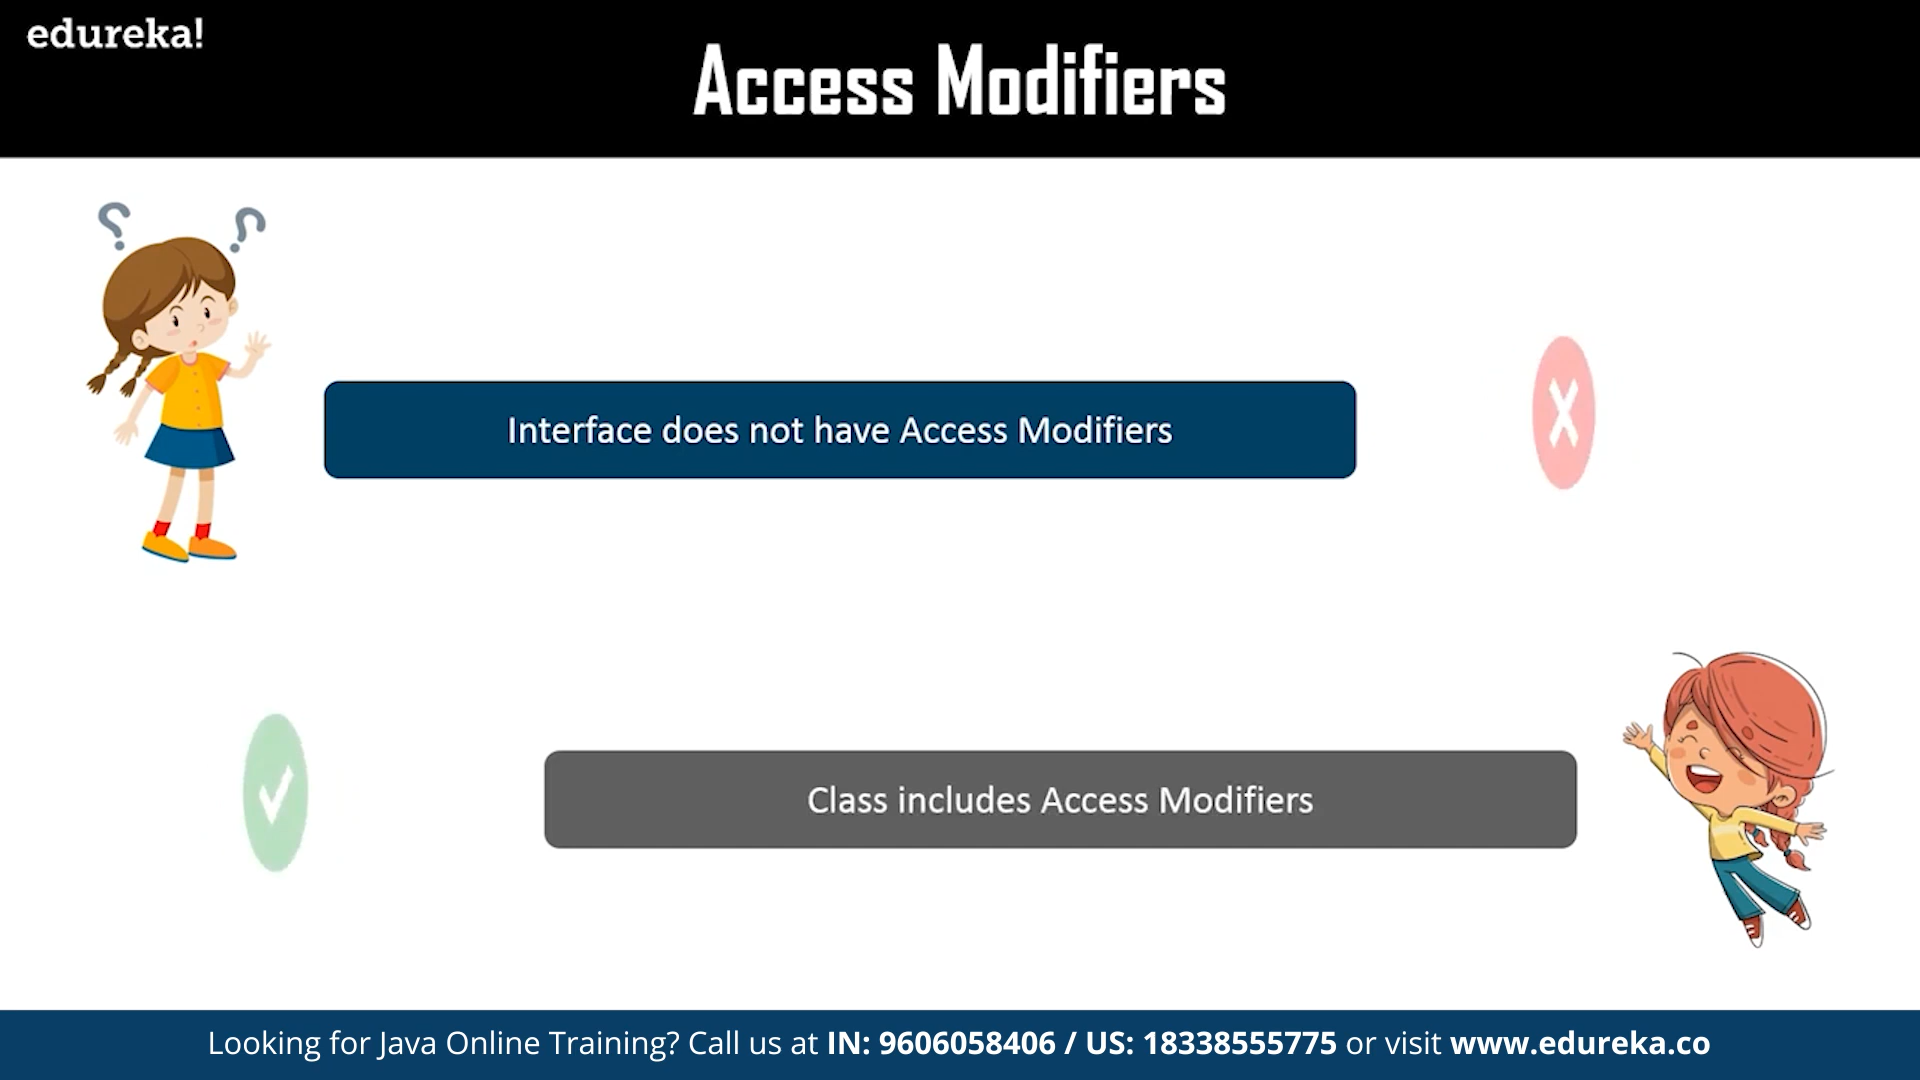 edureka!
Access Modifiers
Interface does not have Access Modifiers
Class includes Access Modifiers
Looking for Java Online Training? Call us at IN: 9606058406 / US: 18338555775 or visit www.edureka.co